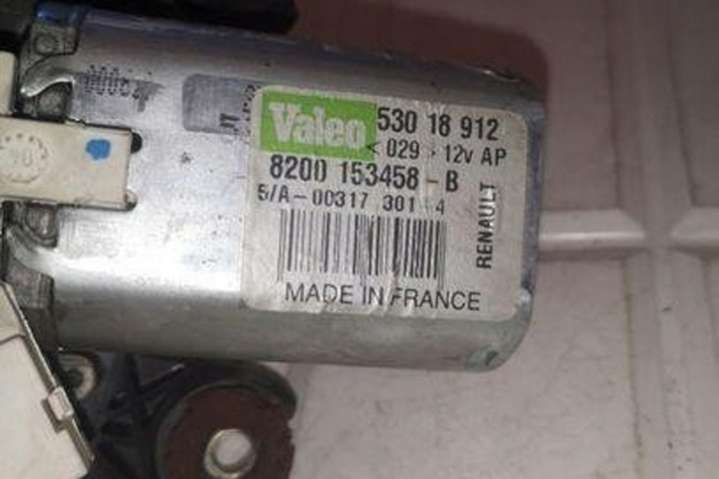 Valeo 530 18 912
<029 - 12v AP
8200 153458 - B
5/A-00317 301 4
RENAULT
MADE IN FRANCE